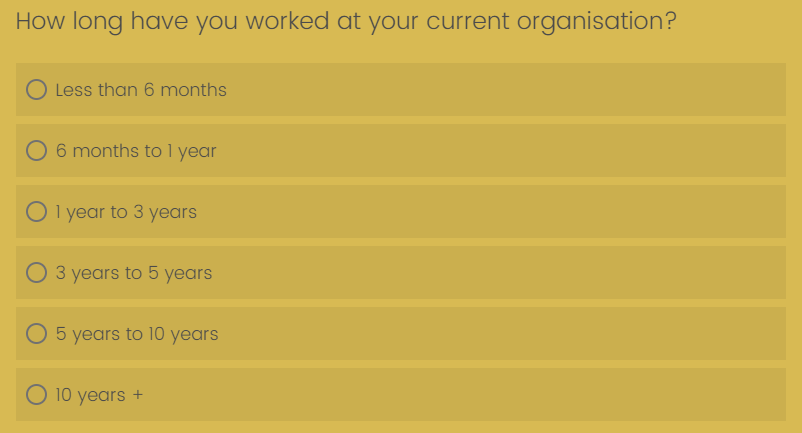 How long have you worked at your current organisation?
Less than 6 months
6 months to 1 year
1 year to 3 years
3 years to 5 years
5 years to 10 years
10 years +